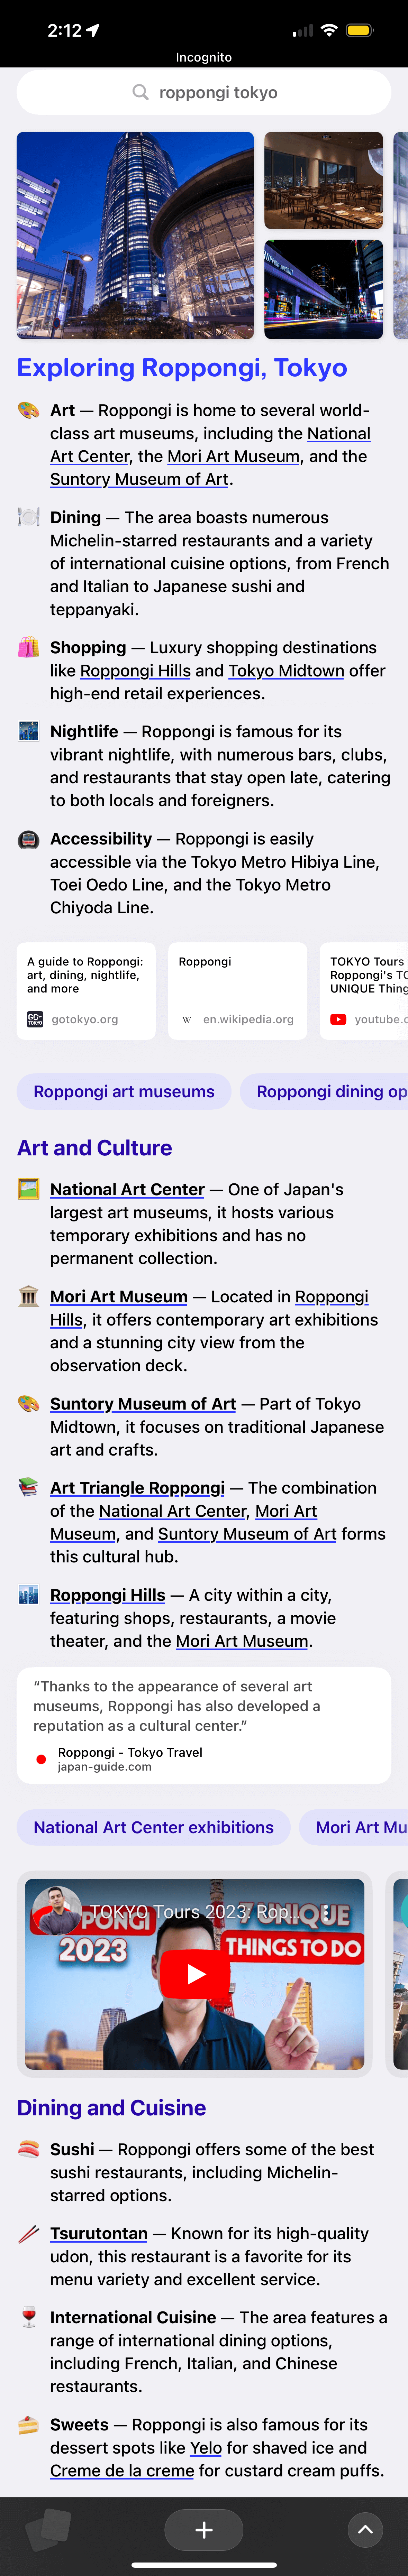 2:12
Incognito
roppongi tokyo
Exploring Roppongi, Tokyo
Art — Roppongi is home to several world-
class art museums, including the National
Art Center, the Mori Art Museum, and the
Suntory Museum of Art.
Dining — The area boasts numerous
Michelin-starred restaurants and a variety
of international cuisine options, from French
and Italian to Japanese sushi and
teppanyaki.
Shopping — Luxury shopping destinations
like Roppongi Hills and Tokyo Midtown offer
high-end retail experiences.
Nightlife — Roppongi is famous for its
vibrant nightlife, with numerous bars, clubs,
and restaurants that stay open late, catering
to both locals and foreigners.
Accessibility — Roppongi is easily
accessible via the Tokyo Metro Hibiya Line,
Toei Oedo Line, and the Tokyo Metro
Chiyoda Line.
A guide to Roppongi:
art, dining, nightlife,
and more
GO-
TOKYO
gotokyo.org
Roppongi
W en.wikipedia.org
TOKYO Tours
Roppongi's TO
UNIQUE Thing
youtube.c
Roppongi art museums
Roppongi dining op
Art and Culture
National Art Center — One of Japan's
largest art museums, it hosts various
temporary exhibitions and has no
permanent collection.
Mori Art Museum — Located in Roppongi
Hills, it offers contemporary art exhibitions
and a stunning city view from the
observation deck.
Suntory Museum of Art — Part of Tokyo
Midtown, it focuses on traditional Japanese
art and crafts.
Art Triangle Roppongi — The combination
of the National Art Center, Mori Art
Museum, and Suntory Museum of Art forms
this cultural hub.
Roppongi Hills — A city within a city,
featuring shops, restaurants, a movie
theater, and the Mori Art Museum.
“Thanks to the appearance of several art
museums, Roppongi has also developed a
reputation as a cultural center.”
Roppongi - Tokyo Travel
japan-guide.com
National Art Center exhibitions
Mori Art Mu
TOKYO Tours 2023: Rop...
PONGI
2023
7 UNIQUE
THINGS TO DO
Dining and Cuisine
Sushi — Roppongi offers some of the best
sushi restaurants, including Michelin-
starred options.
Tsurutontan — Known for its high-quality
udon, this restaurant is a favorite for its
menu variety and excellent service.
International Cuisine — The area features a
range of international dining options,
including French, Italian, and Chinese
restaurants.
Sweets — Roppongi is also famous for its
dessert spots like Yelo for shaved ice and
Creme de la creme for custard cream puffs.